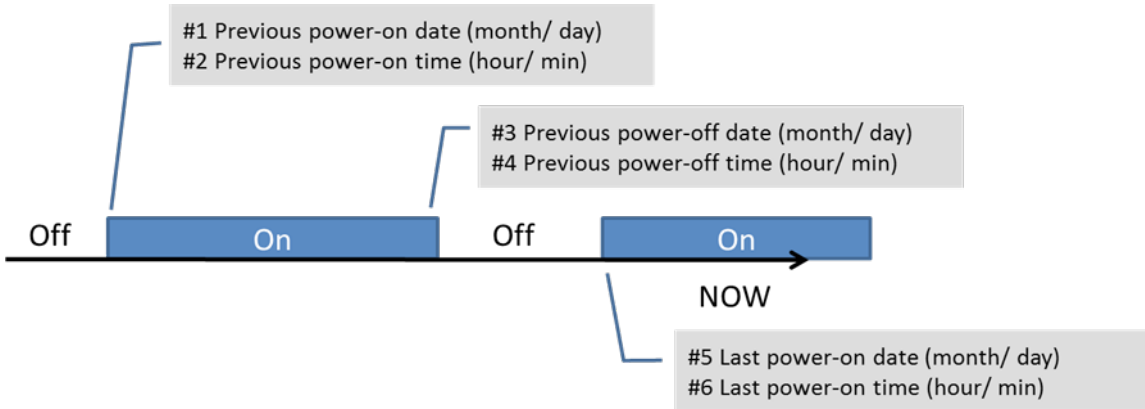 #1 Previous power-on date (month/ day)
#2 Previous power-on time (hour/ min)
#3 Previous power-off date (month/ day)
#4 Previous power-off time (hour/ min)
Off On Off On
NOW
#5 Last power-on date (month/ day)
#6 Last power-on time (hour/ min)